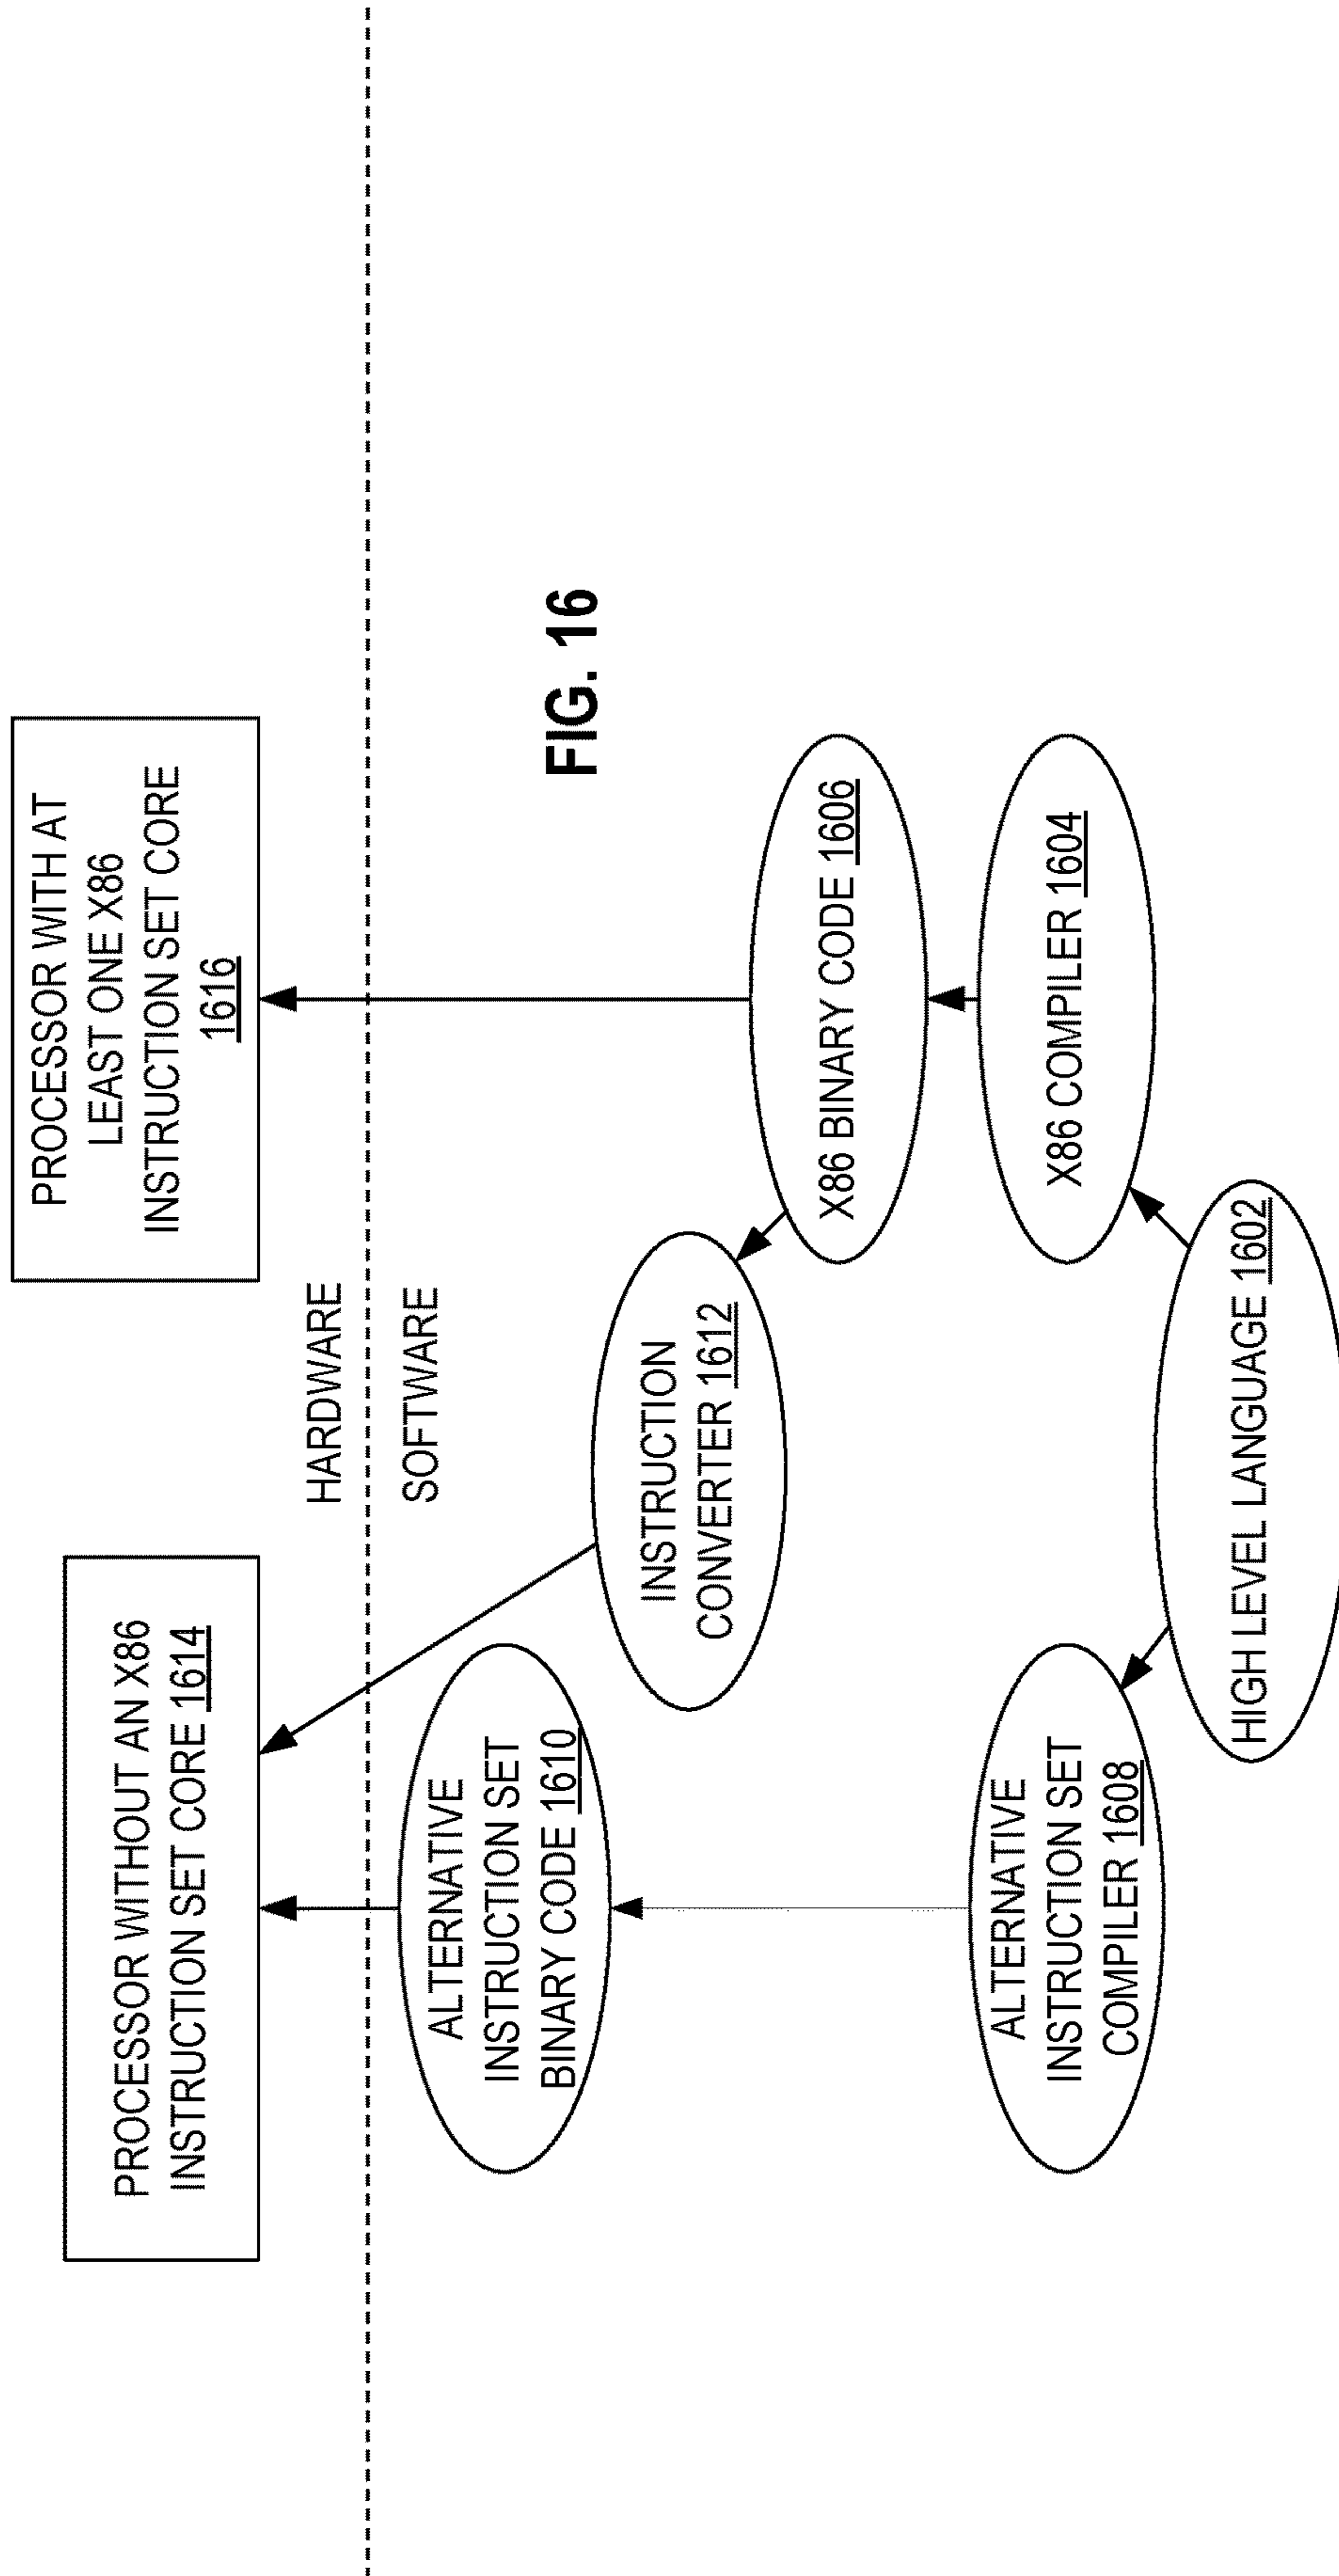 PROCESSOR WITHOUT AN X86
INSTRUCTION SET CORE 1614
PROCESSOR WITH AT
LEAST ONE X86
INSTRUCTION SET CORE
1616
HARDWARE
SOFTWARE
ALTERNATIVE
INSTRUCTION SET
BINARY CODE 1610
INSTRUCTION
CONVERTER 1612
FIG. 16
X86 BINARY CODE 1606
ALTERNATIVE
INSTRUCTION SET
COMPILER 1608
X86 COMPILER 1604
HIGH LEVEL LANGUAGE 1602